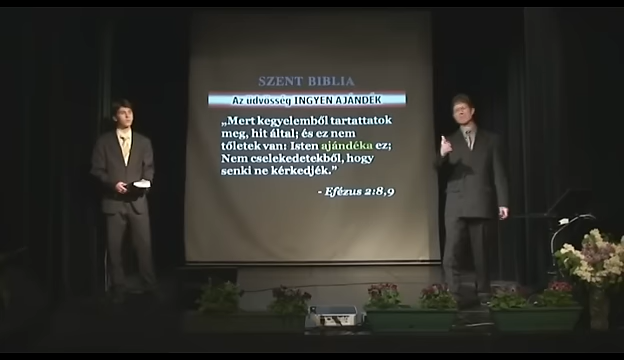 SZENT BIBLIA
Az üdvösség INGYEN AJÁNDÉK
„Mert kegyelemből tartattatok
meg, hit által; és ez nem
tőletek van: Isten ajándéka ez;
Nem cselekedetekből, hogy
senki ne kérkedjék.”
- Efézus 2:8,9